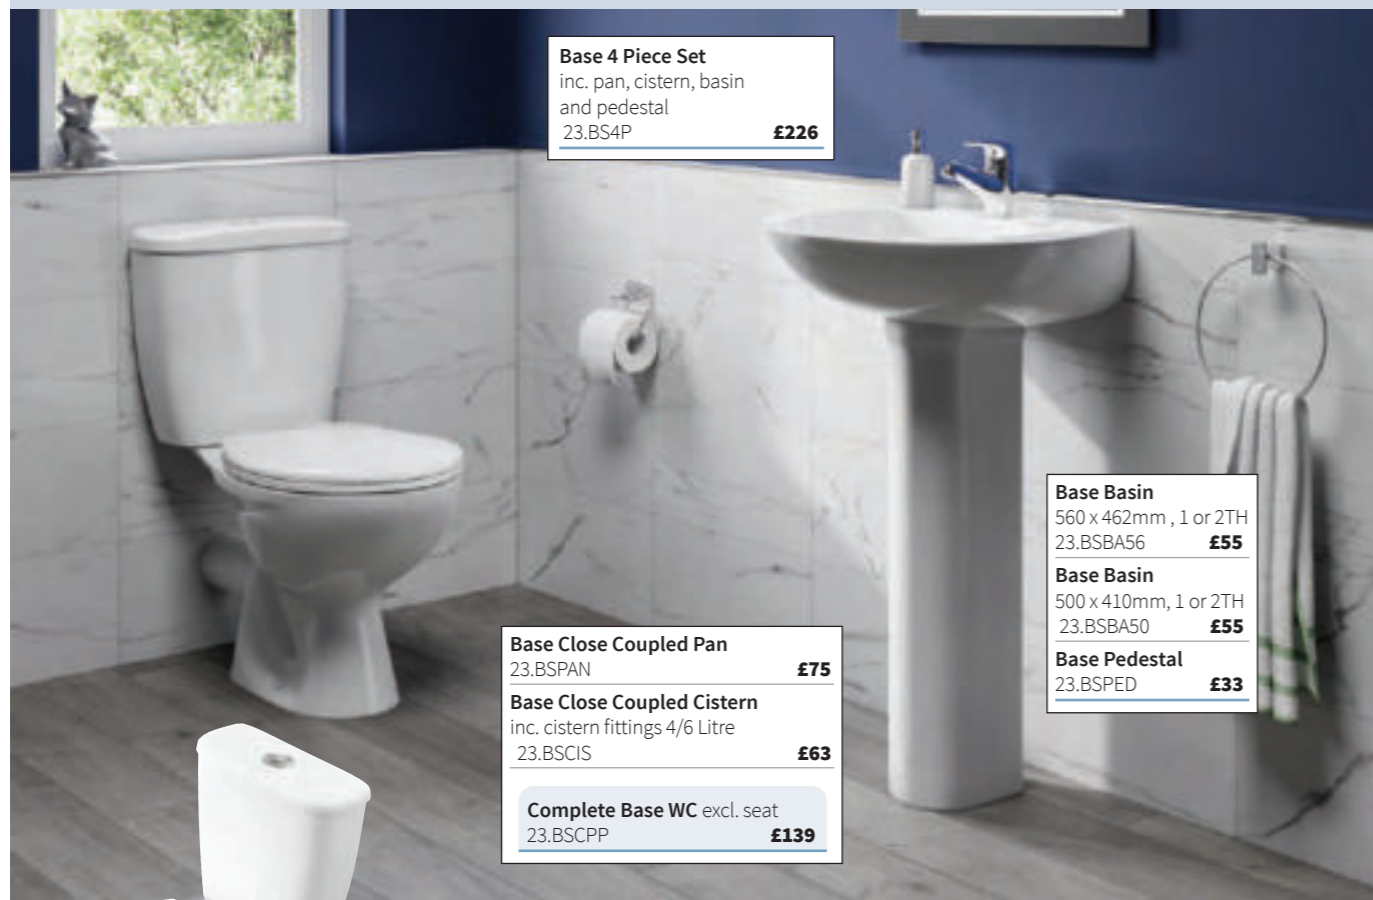 Base 4 Piece Set
inc. pan, cistern, basin
and pedestal
23.BS4P £226
Base Basin
560 x 462mm , 1 or 2TH
23.BSBA56 £55
Base Basin
500 x 410mm, 1 or 2TH
23.BSBA50 £55
Base Pedestal
23.BSPED £33
Base Close Coupled Pan
23.BSPAN £75
Base Close Coupled Cistern
inc. cistern fittings 4/6 Litre
23.BSCIS £63
Complete Base WC excl. seat
23.BSCPP £139